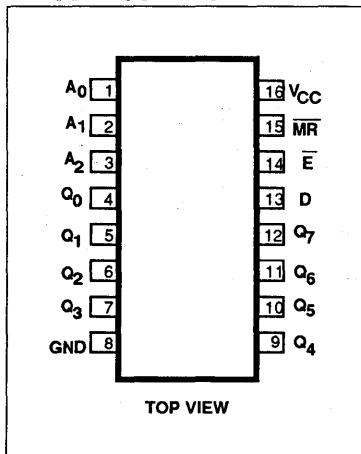 A0 1 16 VCC
A1 2 15 M̅R̅
A2 3 14 E̅
Q0 4 13 D
Q1 5 12 Q7
Q2 6 11 Q6
Q3 7 10 Q5
GND 8 9 Q4
TOP VIEW